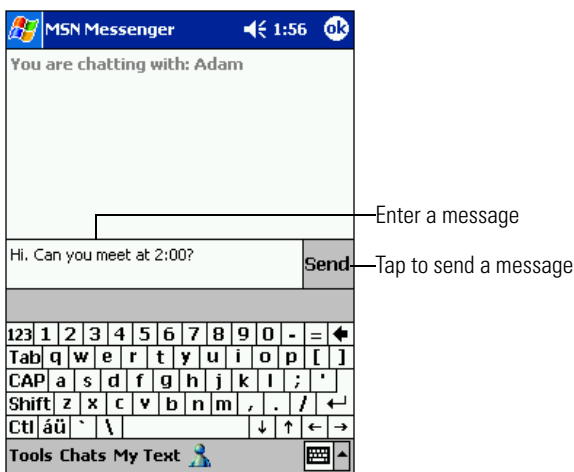 MSN Messenger 1:56 ok
You are chatting with: Adam
Enter a message
Hi. Can you meet at 2:00?
Send
Tap to send a message
123 1 2 3 4 5 6 7 8 9 0 - =
Tab q w e r t y u i o p [ ]
CAP a s d f g h j k l ; '
Shift z x c v b n m , . / 
Ctl áü ` \ ↓ ↑ ← →
Tools Chats My Text